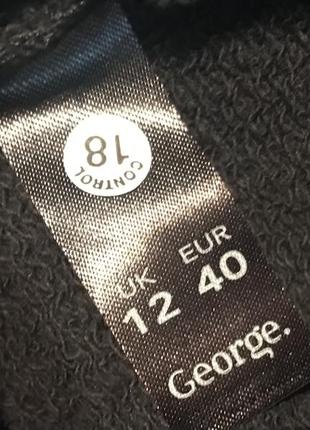 18
CONTROL
UK EUR
12 40
George.